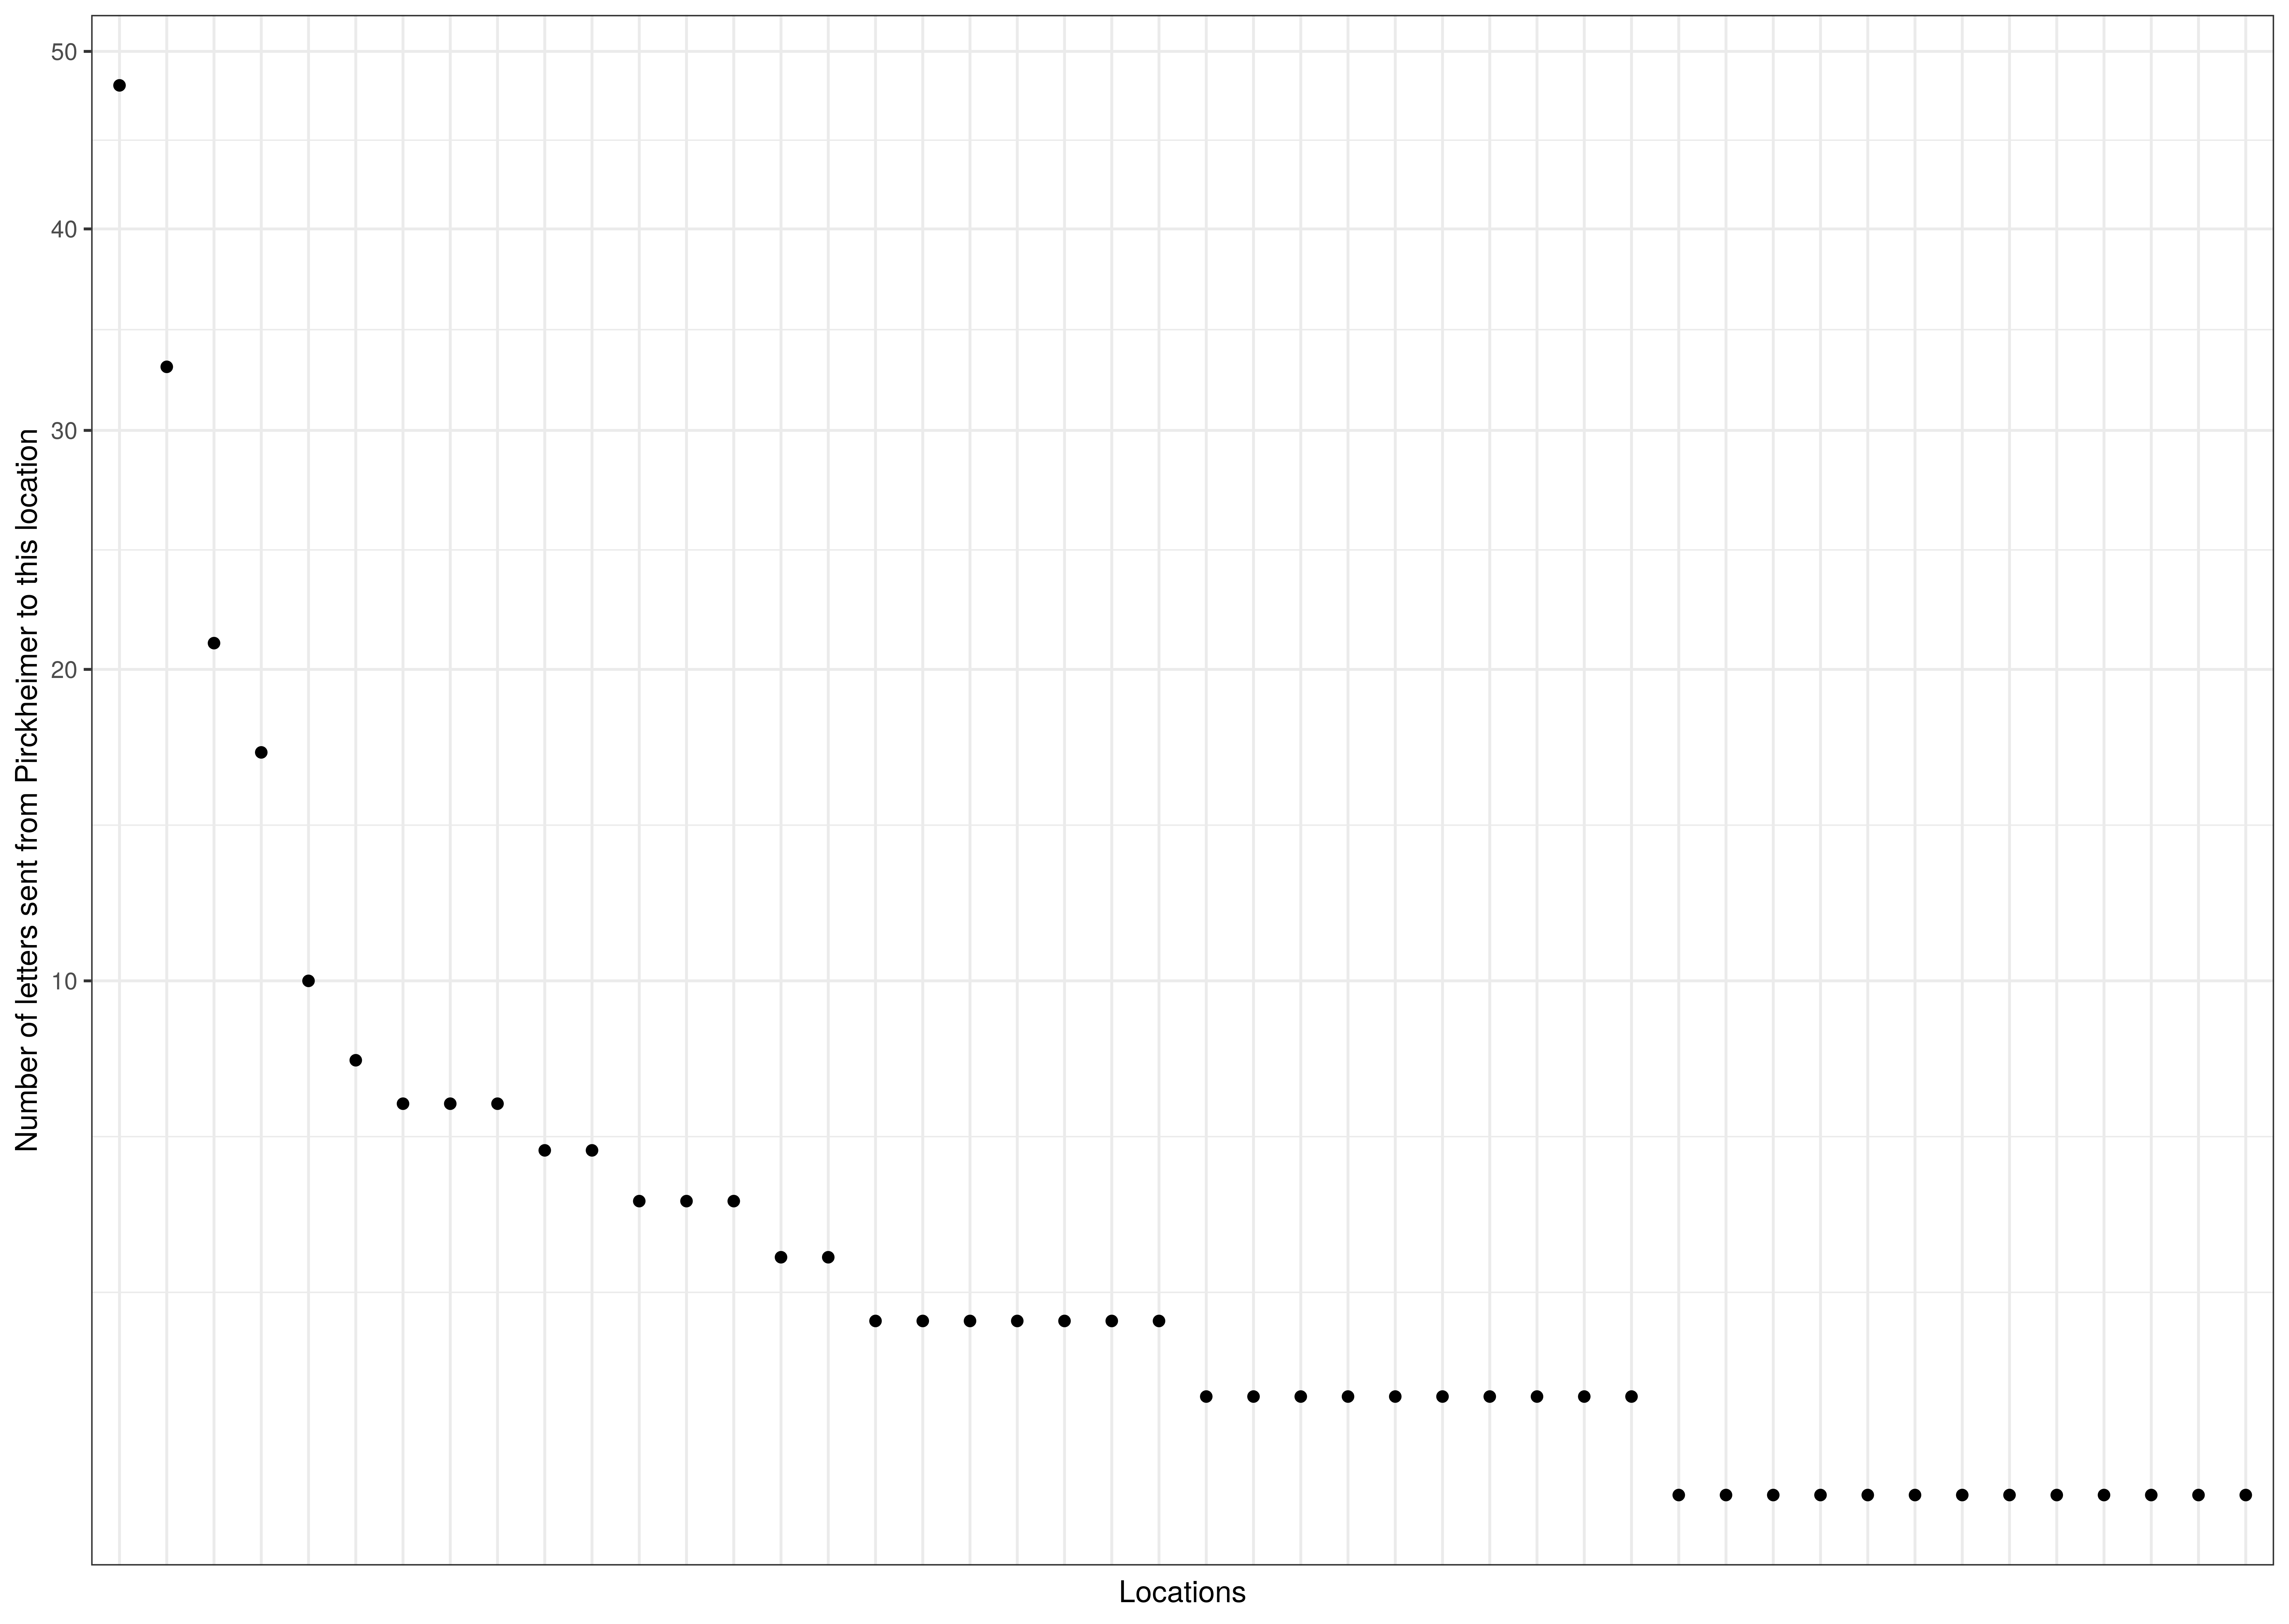 Number of letters sent from Pirckheimer to this location
50
40
30
20
10
Locations